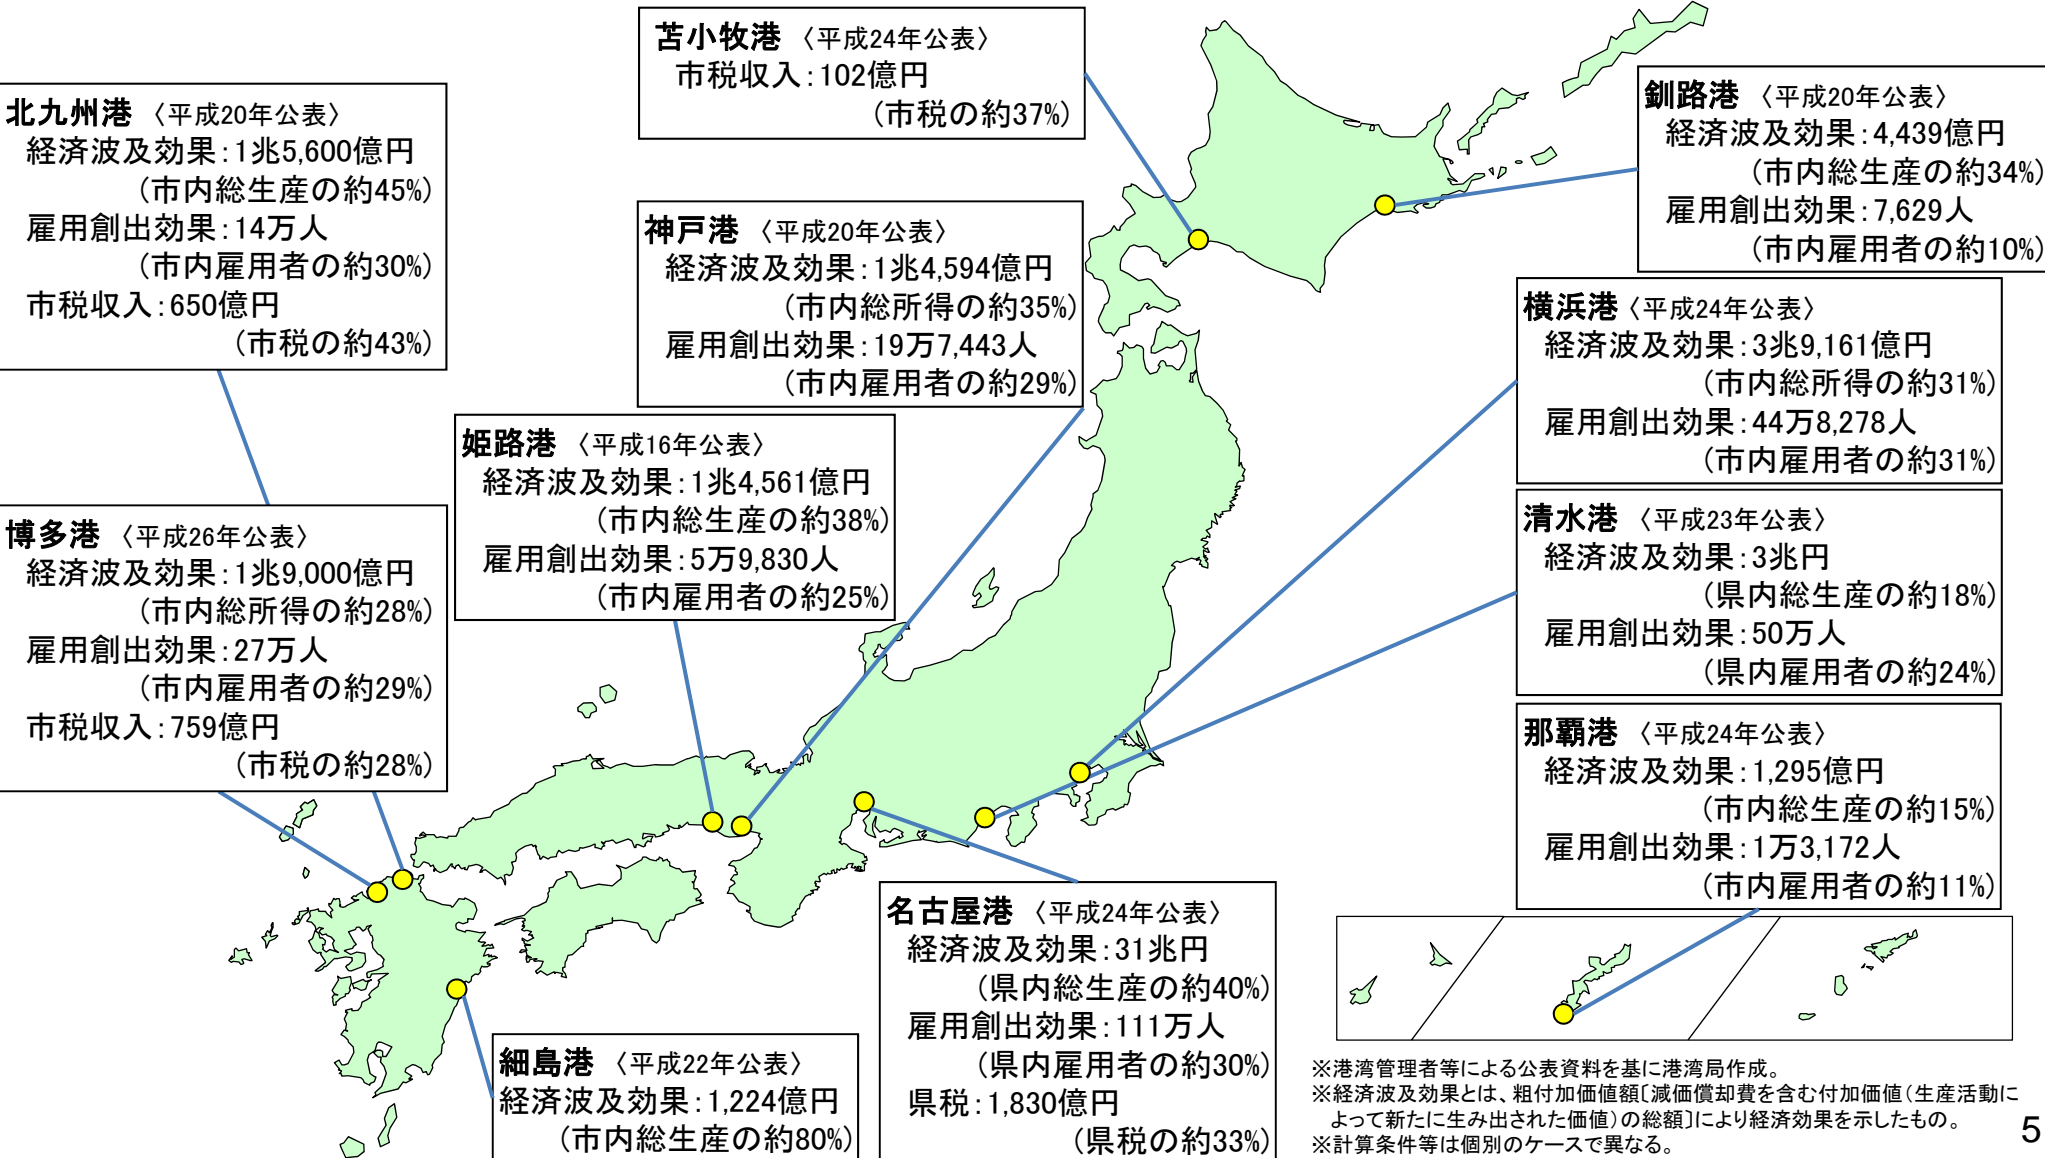 苫小牧港 〈平成24年公表〉
市税収入：102億円
（市税の約37%）
北九州港 〈平成20年公表〉
経済波及効果：1兆5,600億円
（市内総生産の約45%）
雇用創出効果：14万人
（市内雇用者の約30%）
市税収入：650億円
（市税の約43%）
釧路港 〈平成20年公表〉
経済波及効果：4,439億円
（市内総生産の約34%）
雇用創出効果：7,629人
（市内雇用者の約10%）
神戸港 〈平成20年公表〉
経済波及効果：1兆4,594億円
（市内総所得の約35%）
雇用創出効果：19万7,443人
（市内雇用者の約29%）
横浜港〈平成24年公表〉
経済波及効果：3兆9,161億円
（市内総所得の約31%）
雇用創出効果：44万8,278人
（市内雇用者の約31%）
姫路港 〈平成16年公表〉
経済波及効果：1兆4,561億円
（市内総生産の約38%）
雇用創出効果：5万9,830人
（市内雇用者の約25%）
清水港 〈平成23年公表〉
経済波及効果：3兆円
（県内総生産の約18%）
雇用創出効果：50万人
（県内雇用者の約24%）
博多港 〈平成26年公表〉
経済波及効果：1兆9,000億円
（市内総所得の約28%）
雇用創出効果：27万人
（市内雇用者の約29%）
市税収入：759億円
（市税の約28%）
那覇港 〈平成24年公表〉
経済波及効果：1,295億円
（市内総生産の約15%）
雇用創出効果：1万3,172人
（市内雇用者の約11%）
名古屋港 〈平成24年公表〉
経済波及効果：31兆円
（県内総生産の約40%）
雇用創出効果：111万人
（県内雇用者の約30%）
県税：1,830億円
（県税の約33%）
細島港 〈平成22年公表〉
経済波及効果：1,224億円
（市内総生産の約80%）
※港湾管理者等による公表資料を基に港湾局作成。
※経済波及効果とは、粗付加価値額〔減価償却費を含む付加価値（生産活動に
よって新たに生み出された価値）の総額〕により経済効果を示したもの。
※計算条件等は個別のケースで異なる。
5